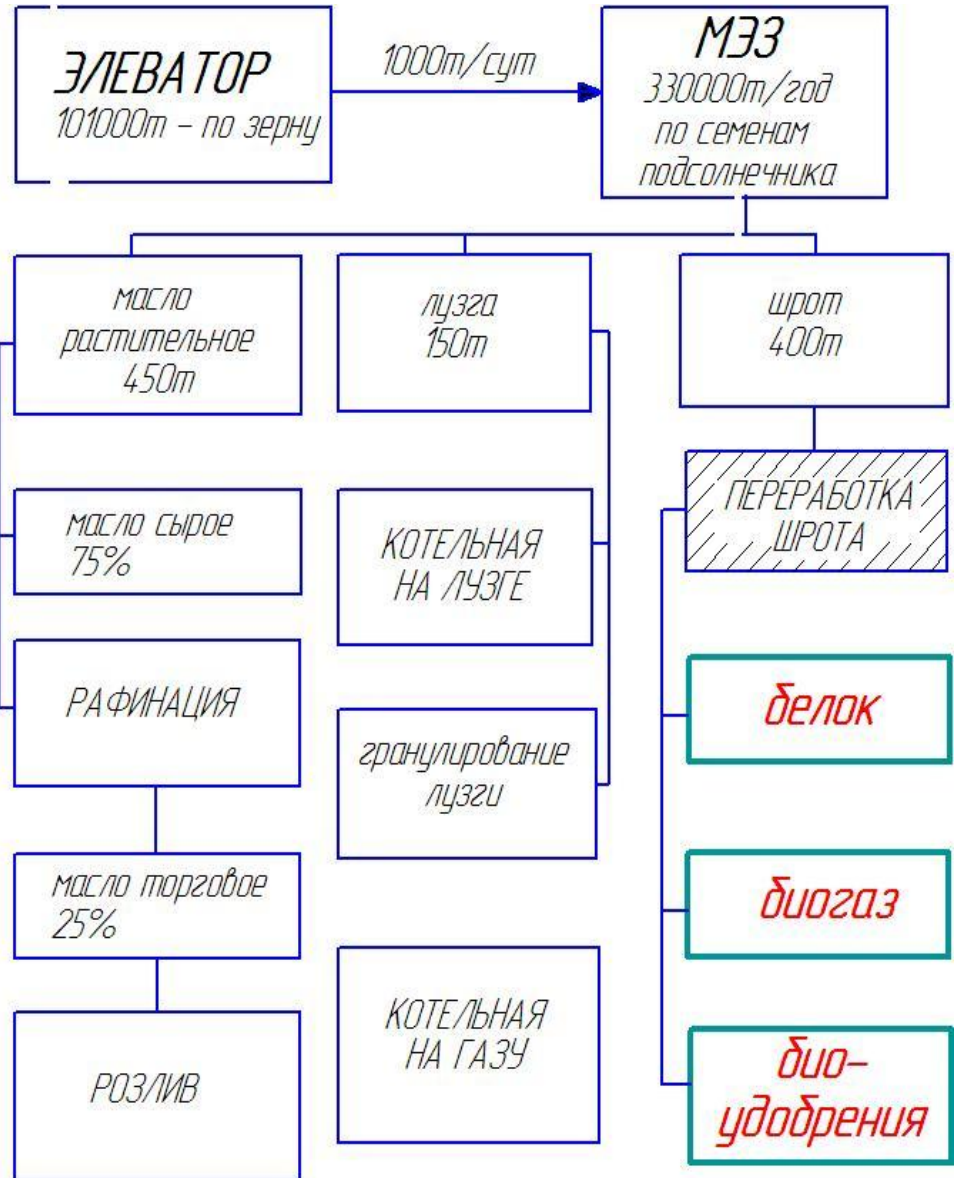 ЭЛЕВАТОР
101000т – по зерну
1000т/сут
МЭЗ
330000т/год
по семенам
подсолнечника
масло
растительное
450т
лузга
150т
шрот
400т
масло сырое
75%
КОТЕЛЬНАЯ
НА ЛУЗГЕ
ПЕРЕРАБОТКА
ШРОТА
РАФИНАЦИЯ
гранулирование
лузги
белок
масло торговое
25%
биогаз
КОТЕЛЬНАЯ
НА ГАЗУ
РОЗЛИВ
био-
удобрения